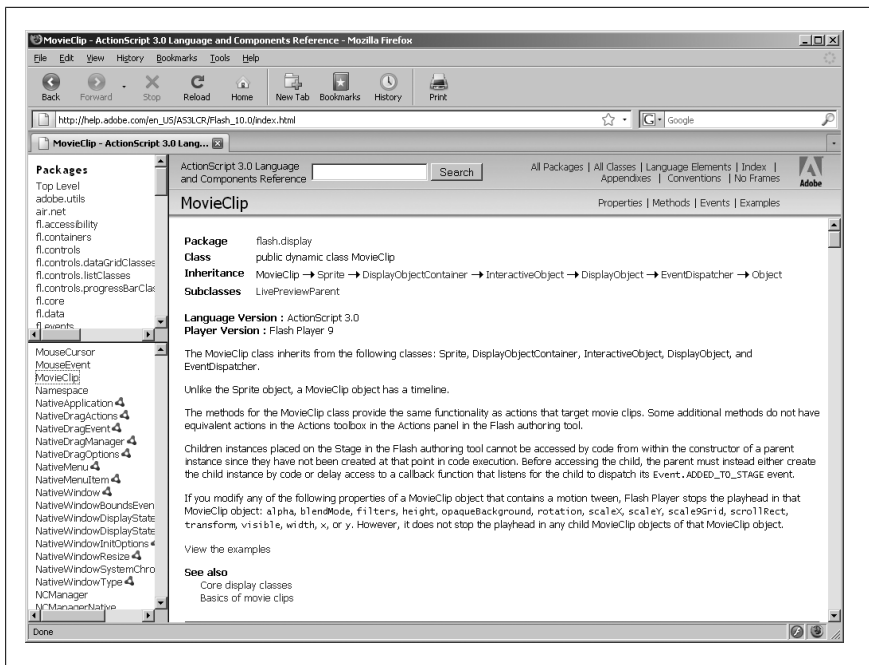 MovieClip - ActionScript 3.0 Language and Components Reference - Mozilla Firefox
File Edit View History Bookmarks Tools Help
Back Forward Stop Reload Home New Tab Bookmarks History Print
http://help.adobe.com/en_US/AS3LCR/Flash_10.0/index.html
G Google
MovieClip - ActionScript 3.0 Lang...
Packages
Top Level
adobe.utils
air.net
fl.accessibility
fl.containers
fl.controls
fl.controls.dataGridClasses
fl.controls.listClasses
fl.controls.progressBarClas
fl.core
fl.data
fl.events
MouseCursor
MouseEvent
MovieClip
Namespace
NativeApplication
NativeDragActions
NativeDragEvent
NativeDragManager
NativeDragOptions
NativeMenu
NativeMenuItem
NativeWindow
NativeWindowBoundsEven
NativeWindowDisplayState
NativeWindowDisplayState
NativeWindowInitOptions
NativeWindowResize
NativeWindowSystemChro
NativeWindowType
NCManager
NCManagerNative
ActionScript 3.0 Language
and Components Reference
Search
All Packages | All Classes | Language Elements | Index |
Appendixes | Conventions | No Frames
Adobe
MovieClip
Properties | Methods | Events | Examples
Package flash.display
Class public dynamic class MovieClip
Inheritance MovieClip → Sprite → DisplayObjectContainer → InteractiveObject → DisplayObject → EventDispatcher → Object
Subclasses LivePreviewParent
Language Version : ActionScript 3.0
Player Version : Flash Player 9
The MovieClip class inherits from the following classes: Sprite, DisplayObjectContainer, InteractiveObject, DisplayObject, and
EventDispatcher.
Unlike the Sprite object, a MovieClip object has a timeline.
The methods for the MovieClip class provide the same functionality as actions that target movie clips. Some additional methods do not have
equivalent actions in the Actions toolbox in the Actions panel in the Flash authoring tool.
Children instances placed on the Stage in the Flash authoring tool cannot be accessed by code from within the constructor of a parent
instance since they have not been created at that point in code execution. Before accessing the child, the parent must instead either create
the child instance by code or delay access to a callback function that listens for the child to dispatch its Event.ADDED_TO_STAGE event.
If you modify any of the following properties of a MovieClip object that contains a motion tween, Flash Player stops the playhead in that
MovieClip object: alpha, blendMode, filters, height, opaqueBackground, rotation, scaleX, scaleY, scale9Grid, scrollRect,
transform, visible, width, x, or y. However, it does not stop the playhead in any child MovieClip objects of that MovieClip object.
View the examples
See also
Core display classes
Basics of movie clips
Done